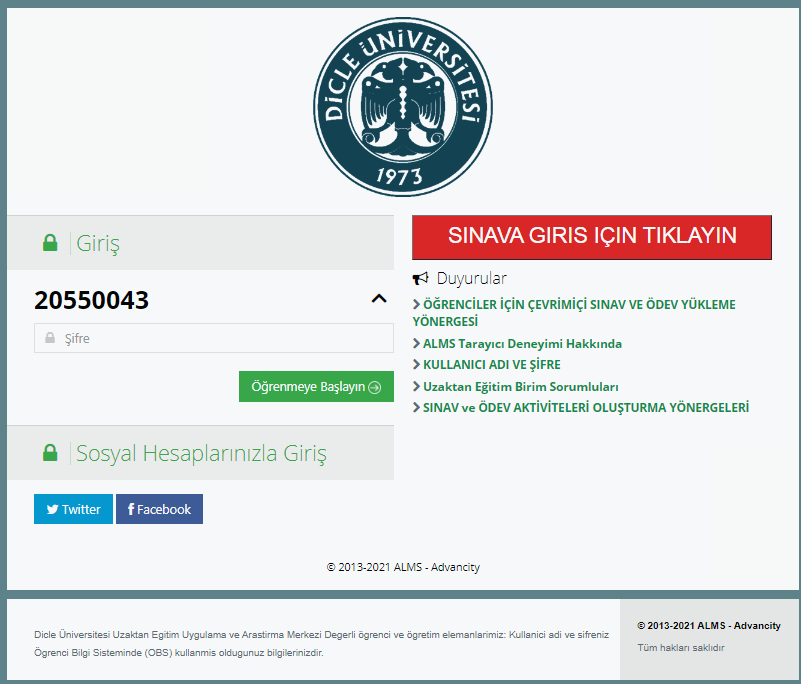 DİCLE ÜNİVERSİTESİ
1973
Giriş
20550043
Şifre
Öğrenmeye Başlayın
Sosyal Hesaplarınızla Giriş
Twitter
Facebook
SINAVA GIRIS IÇIN TIKLAYIN
Duyurular
ÖĞRENCİLER İÇİN ÇEVRİMİÇİ SINAV VE ÖDEV YÜKLEME
YÖNERGESİ
ALMS Tarayıcı Deneyimi Hakkında
KULLANICI ADI VE ŞİFRE
Uzaktan Eğitim Birim Sorumluları
SINAV ve ÖDEV AKTİVİTELERİ OLUŞTURMA YÖNERGELERİ
© 2013-2021 ALMS - Advancity
Dicle Üniversitesi Uzaktan Egitim Uygulama ve Arastirma Merkezi Degerli ögrenci ve ögretim elemanlarimiz: Kullanici adi ve sifreniz
Ögrenci Bilgi Sisteminde (OBS) kullanmis oldugunuz bilgilerinizdir.
© 2013-2021 ALMS - Advancity
Tüm hakları saklıdır